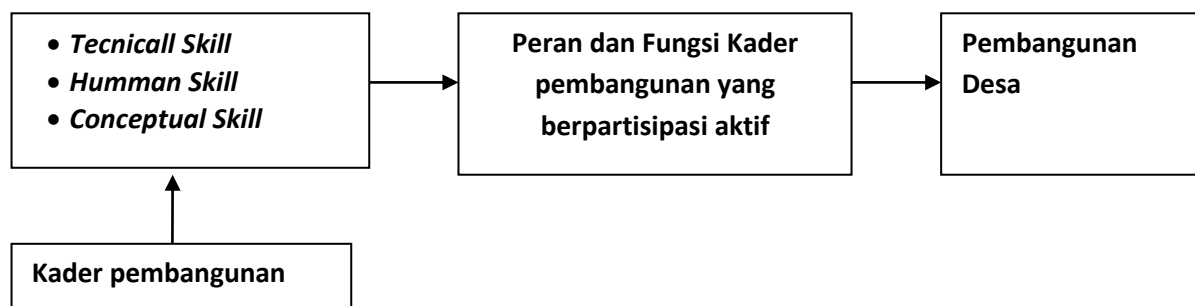 • Tecnicall Skill
• Humman Skill
• Conceptual Skill
Peran dan Fungsi Kader
pembangunan yang
berpartisipasi aktif
Pembangunan
Desa
Kader pembangunan